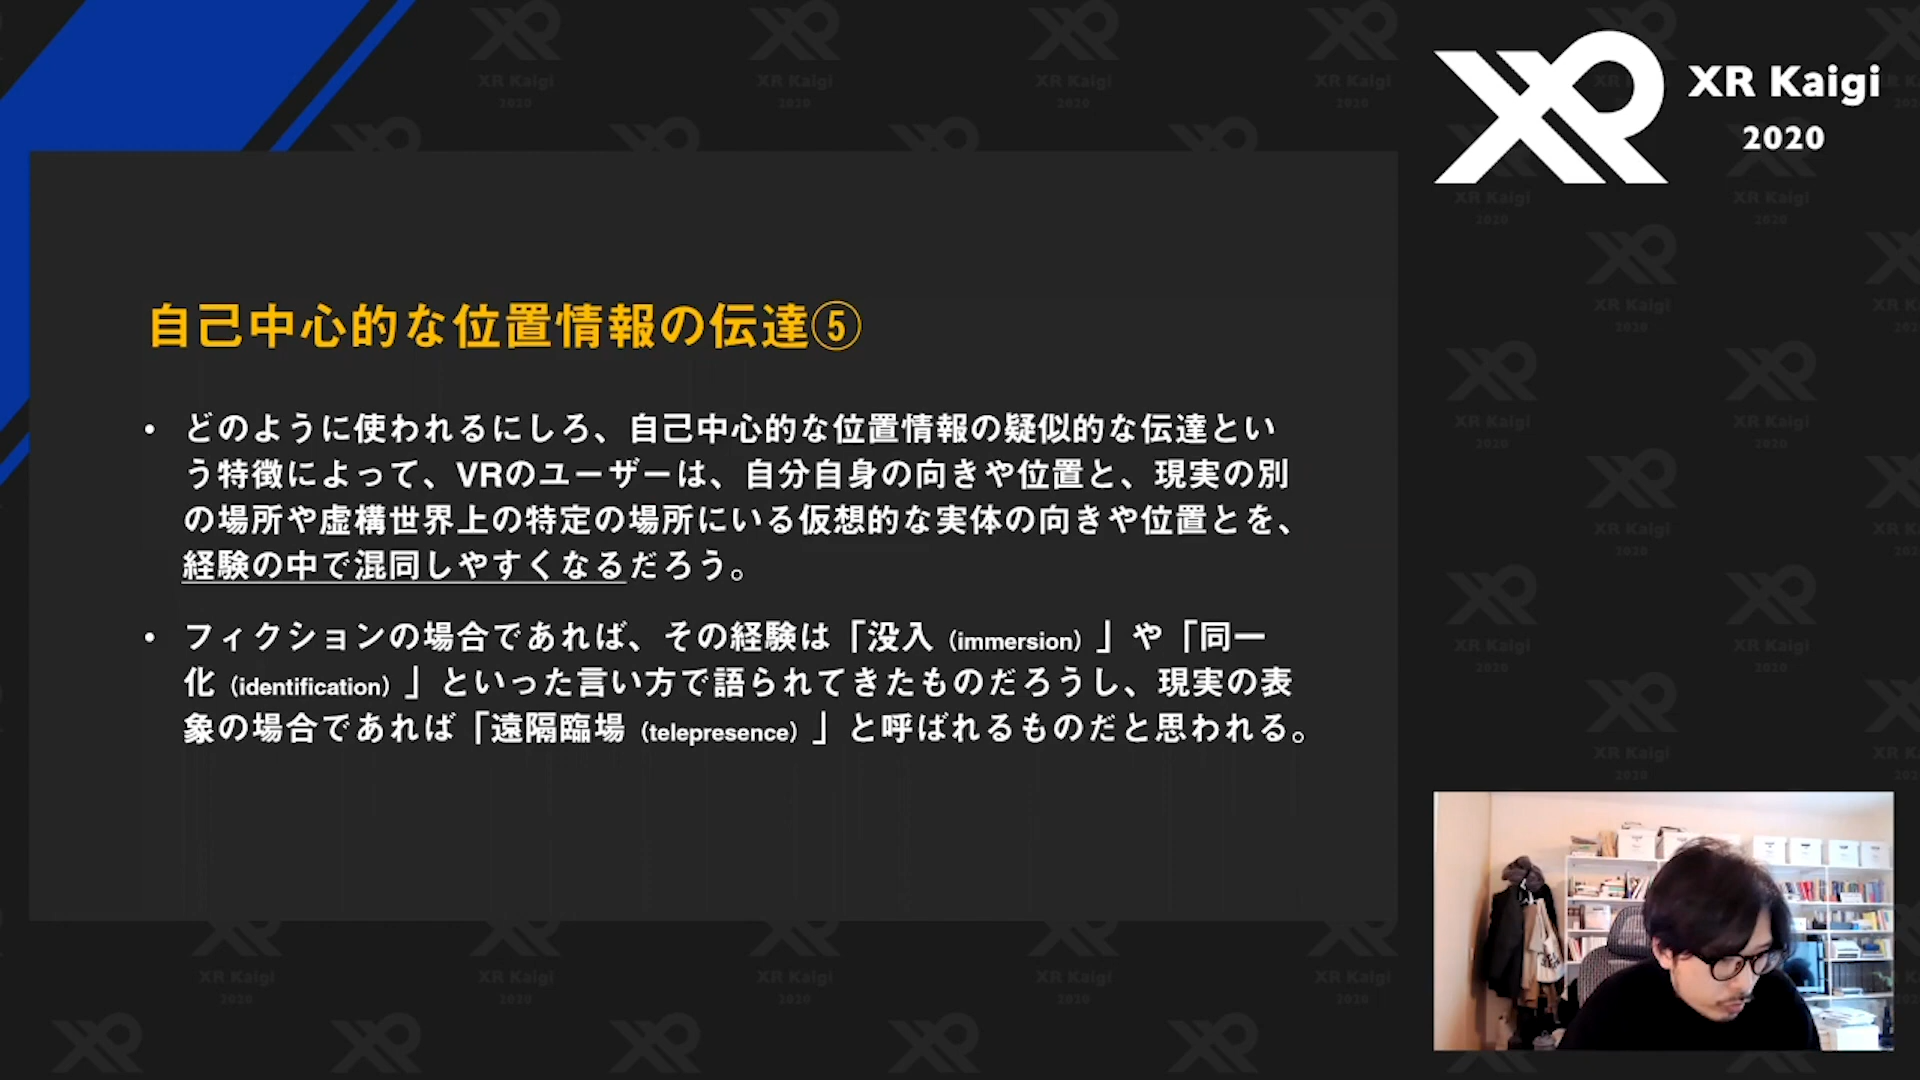 XR Kaigi
2020
自己中心的な位置情報の伝達⑤
• どのように使われるにしろ、自己中心的な位置情報の疑似的な伝達とい
う特徴によって、VRのユーザーは、自分自身の向きや位置と、現実の別
の場所や虚構世界上の特定の場所にいる仮想的な実体の向きや位置とを、
経験の中で混同しやすくなるだろう。
• フィクションの場合であれば、その経験は「没入（immersion）」や「同一
化（identification）」といった言い方で語られてきたものだろうし、現実の表
象の場合であれば「遠隔臨場（telepresence）」と呼ばれるものだと思われる。